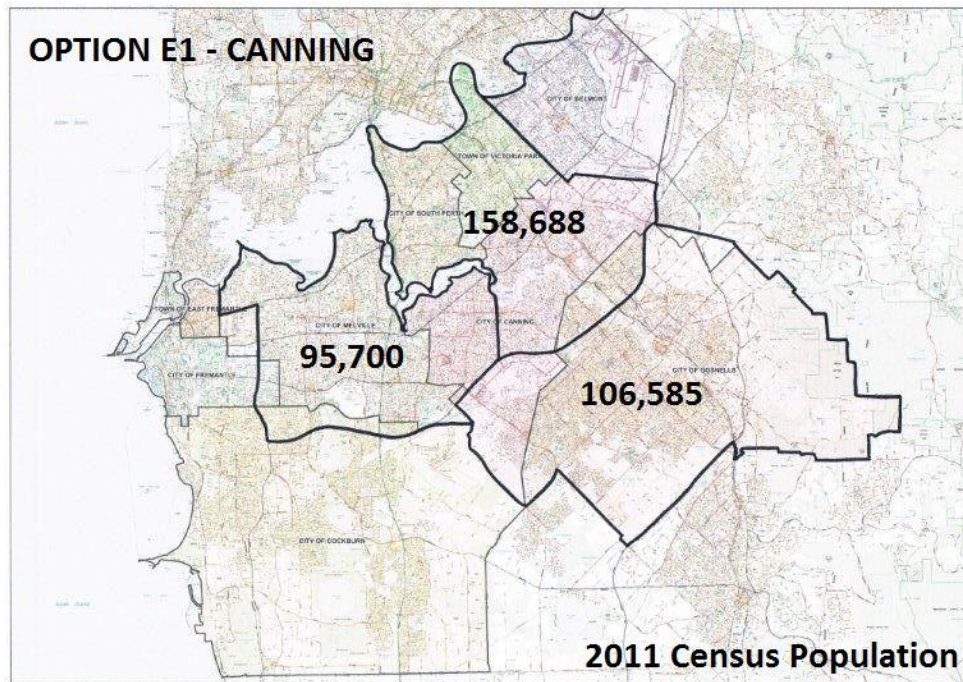 OPTION E1 - CANNING
CITY OF BELMONT
TOWN OF VICTORIA PARK
CITY OF SOUTH PERTH
158,688
TOWN OF EAST FREMANTLE
CITY OF MELVILLE
CITY OF CANNING
95,700
CITY OF FREMANTLE
CITY OF GOSNELLS
106,585
CITY OF COCKBURN
2011 Census Population